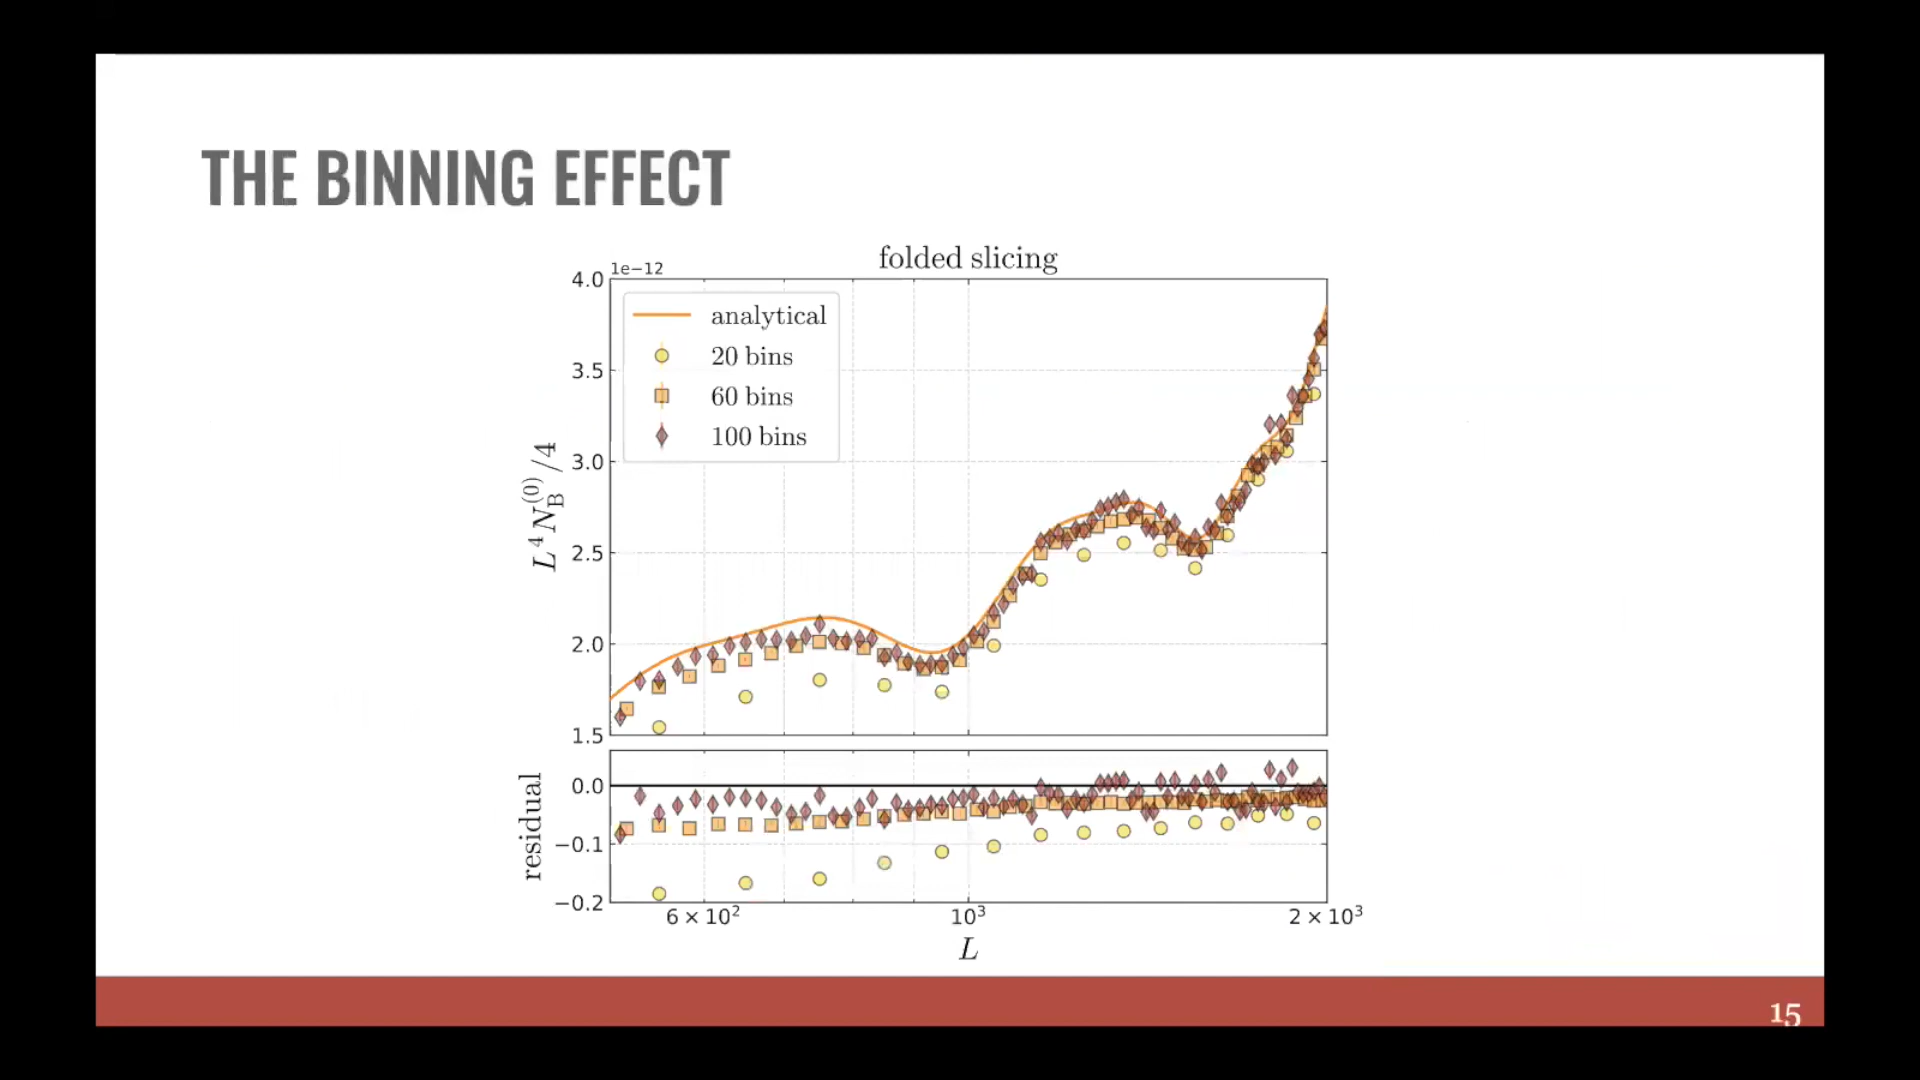 THE BINNING EFFECT
folded slicing
1e−12
4.0
3.5
3.0
2.5
2.0
1.5
L⁴N_B^(0)/4
analytical
20 bins
60 bins
100 bins
0.0
−0.1
−0.2
residual
6 × 10² 10³ 2 × 10³
L
15